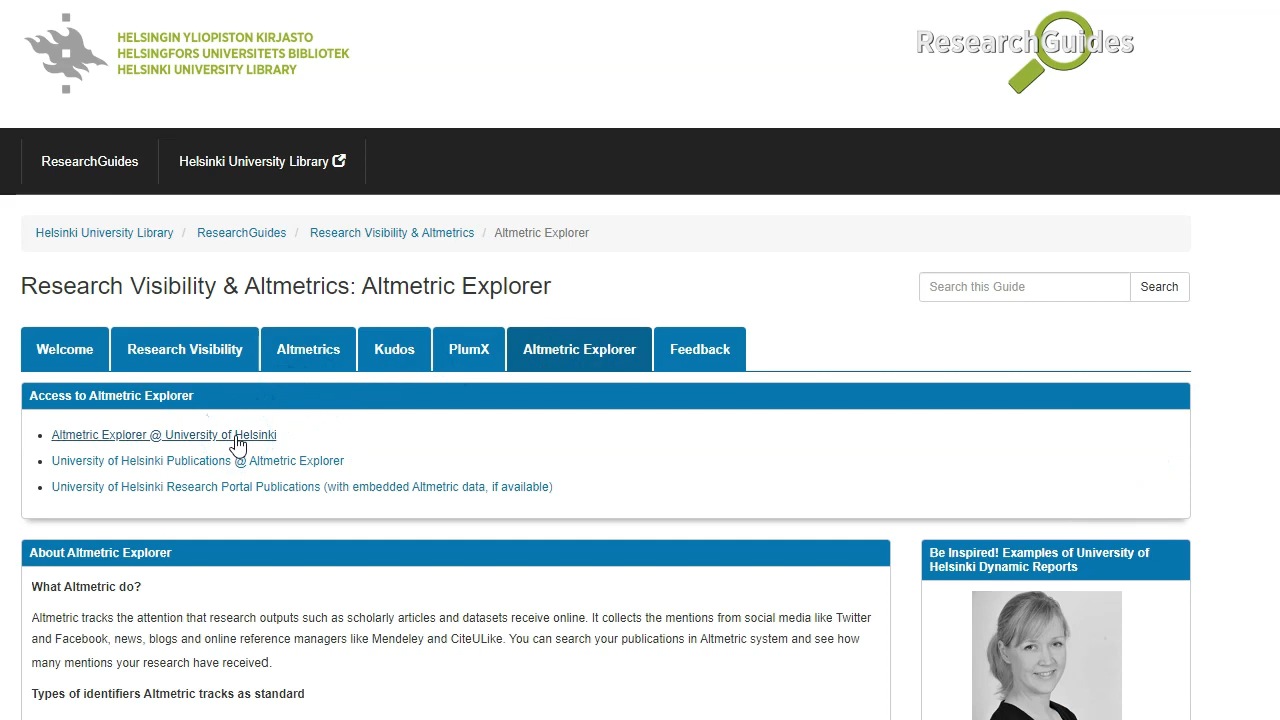 HELSINGIN YLIOPISTON KIRJASTO
HELSINGFORS UNIVERSITETS BIBLIOTEK
HELSINKI UNIVERSITY LIBRARY
ResearchGuides
ResearchGuides
Helsinki University Library
Helsinki University Library / ResearchGuides / Research Visibility & Altmetrics / Altmetric Explorer
Research Visibility & Altmetrics: Altmetric Explorer
Search this Guide
Search
Welcome
Research Visibility
Altmetrics
Kudos
PlumX
Altmetric Explorer
Feedback
Access to Altmetric Explorer
• Altmetric Explorer @ University of Helsinki
• University of Helsinki Publications @ Altmetric Explorer
• University of Helsinki Research Portal Publications (with embedded Altmetric data, if available)
About Altmetric Explorer
What Altmetric do?
Altmetric tracks the attention that research outputs such as scholarly articles and datasets receive online. It collects the mentions from social media like Twitter
and Facebook, news, blogs and online reference managers like Mendeley and CiteULike. You can search your publications in Altmetric system and see how
many mentions your research have received.
Types of identifiers Altmetric tracks as standard
Be Inspired! Examples of University of
Helsinki Dynamic Reports